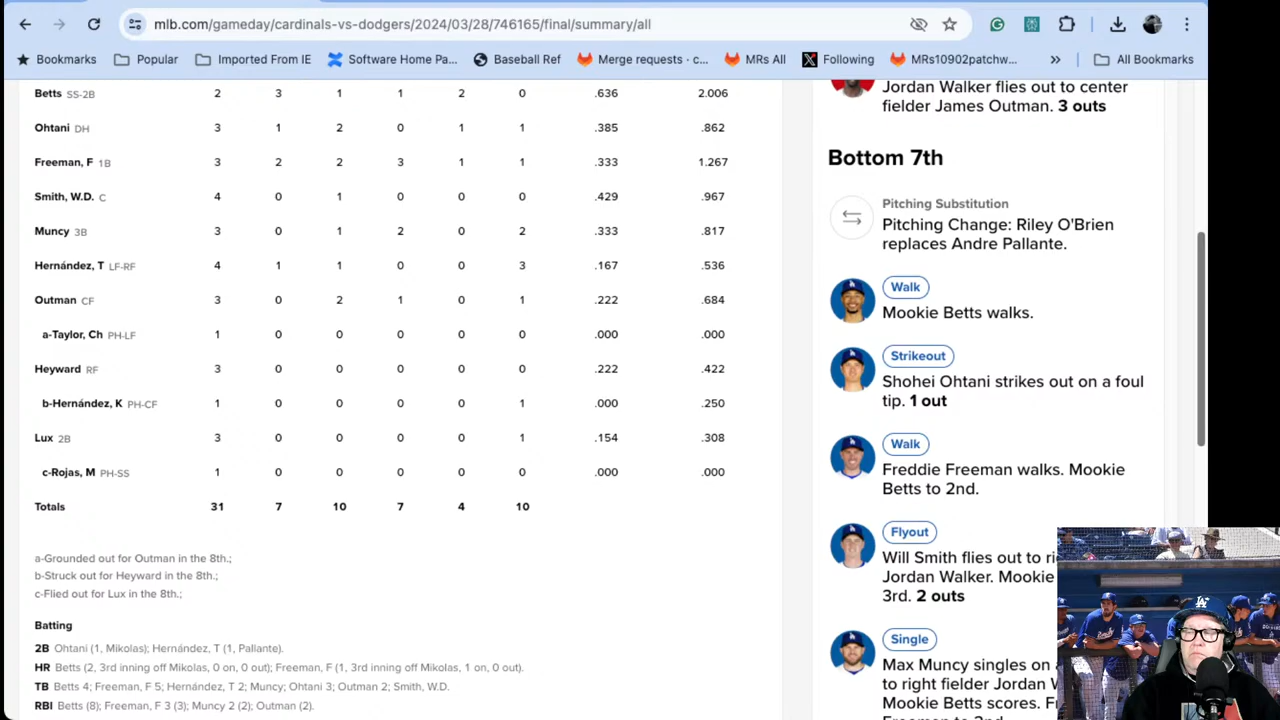 mlb.com/gameday/cardinals-vs-dodgers/2024/03/28/746165/final/summary/all
Bookmarks Popular Imported From IE Software Home Pa... Baseball Ref Merge requests · c... MRs All Following MRs10902patchw... » All Bookmarks
Betts SS-2B 2 3 1 1 2 0 .636 2.006
Ohtani DH 3 1 2 0 1 1 .385 .862
Freeman, F 1B 3 2 2 3 1 1 .333 1.267
Smith, W.D. C 4 0 1 0 0 0 .429 .967
Muncy 3B 3 0 1 2 0 2 .333 .817
Hernández, T LF-RF 4 1 1 0 0 3 .167 .536
Outman CF 3 0 2 1 0 1 .222 .684
a-Taylor, Ch PH-LF 1 0 0 0 0 0 .000 .000
Heyward RF 3 0 0 0 0 0 .222 .422
b-Hernández, K PH-CF 1 0 0 0 0 1 .000 .250
Lux 2B 3 0 0 0 0 1 .154 .308
c-Rojas, M PH-SS 1 0 0 0 0 0 .000 .000
Totals 31 7 10 7 4 10
a-Grounded out for Outman in the 8th.;
b-Struck out for Heyward in the 8th.;
c-Flied out for Lux in the 8th.;
Batting
2B Ohtani (1, Mikolas); Hernández, T (1, Pallante).
HR Betts (2, 3rd inning off Mikolas, 0 on, 0 out); Freeman, F (1, 3rd inning off Mikolas, 1 on, 0 out).
TB Betts 4; Freeman, F 5; Hernández, T 2; Muncy; Ohtani 3; Outman 2; Smith, W.D.
RBI Betts (8); Freeman, F 3 (3); Muncy 2 (2); Outman (2).
Jordan Walker flies out to center
fielder James Outman. 3 outs
Bottom 7th
Pitching Substitution
Pitching Change: Riley O'Brien
replaces Andre Pallante.
Walk
Mookie Betts walks.
Strikeout
Shohei Ohtani strikes out on a foul
tip. 1 out
Walk
Freddie Freeman walks. Mookie
Betts to 2nd.
Flyout
Will Smith flies out to ri
Jordan Walker. Mookie
3rd. 2 outs
Single
Max Muncy singles on a
to right fielder Jordan W
Mookie Betts scores. F
Freeman to 2nd.
LA